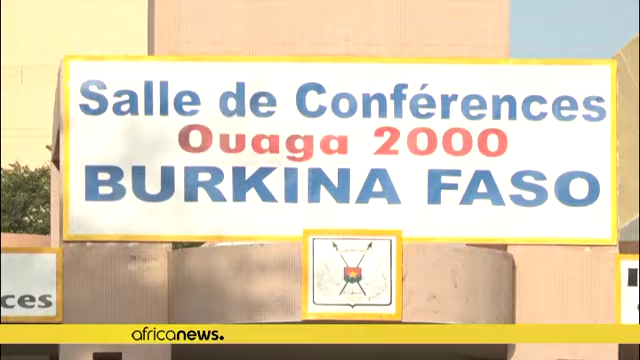 Salle de Conférences
Ouaga 2000
BURKINA FASO
ces
africanews.